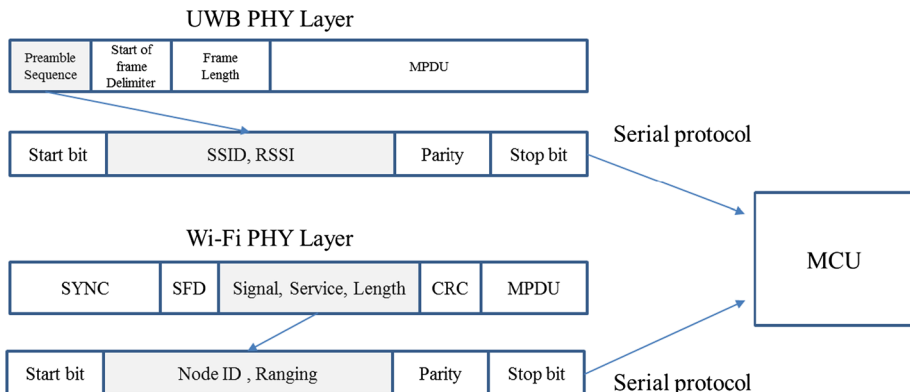 UWB PHY Layer
Preamble
Sequence
Start of
frame
Delimiter
Frame
Length
MPDU
Start bit
SSID, RSSI
Parity
Stop bit
Serial protocol
Wi-Fi PHY Layer
SYNC
SFD
Signal, Service, Length
CRC
MPDU
MCU
Start bit
Node ID , Ranging
Parity
Stop bit
Serial protocol